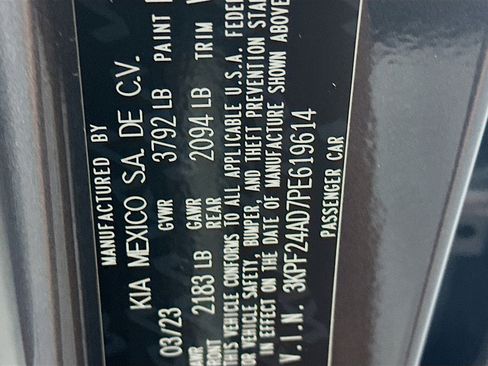 MANUFACTURED BY
KIA MEXICO S.A. DE C.V.
03/23 GVWR 3792 LB PAINT
GAWR GAWR TRIM
FRONT 2183 LB REAR 2094 LB
THIS VEHICLE CONFORMS TO ALL APPLICABLE U.S.A. FEDE
OR VEHICLE SAFETY, BUMPER, AND THEFT PREVENTION STA
IN EFFECT ON THE DATE OF MANUFACTURE SHOWN ABOVE
V.I.N. 3KPF24AD7PE619614
PASSENGER CAR